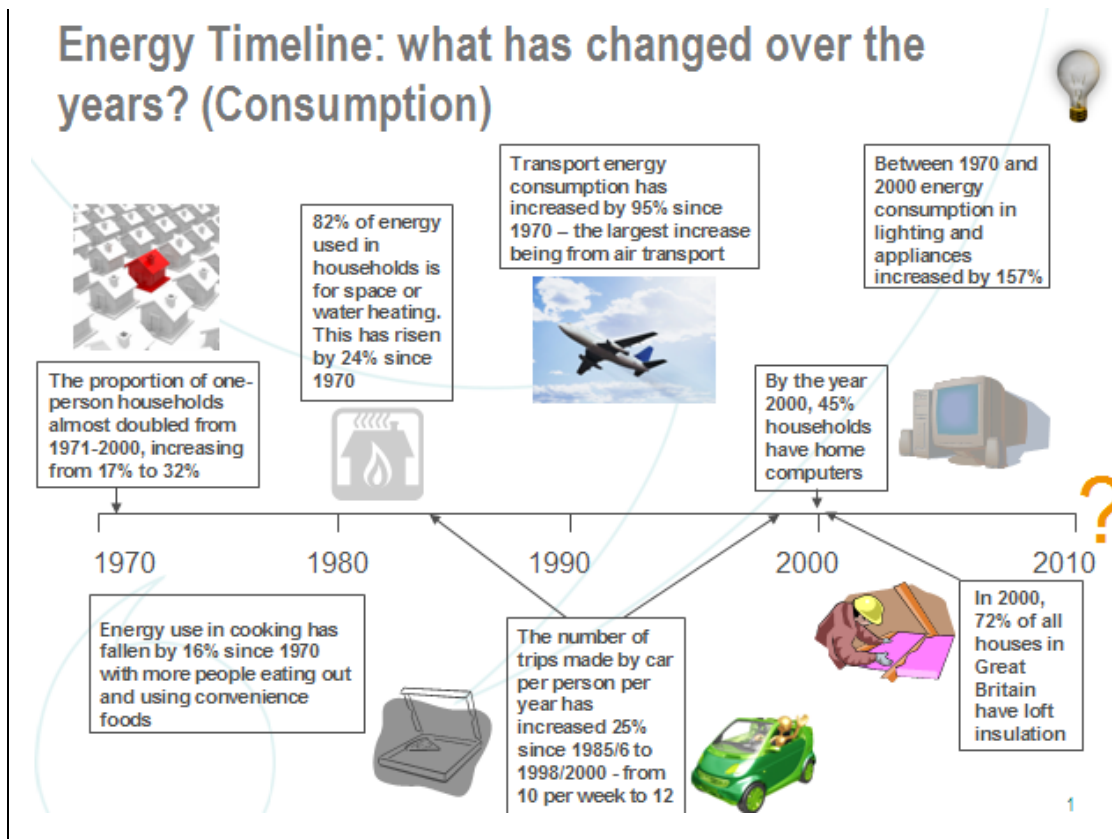 Energy Timeline: what has changed over the
years? (Consumption)
The proportion of one-
person households
almost doubled from
1971-2000, increasing
from 17% to 32%
82% of energy
used in
households is
for space or
water heating.
This has risen
by 24% since
1970
Transport energy
consumption has
increased by 95% since
1970 – the largest increase
being from air transport
By the year
2000, 45%
households
have home
computers
Between 1970 and
2000 energy
consumption in
lighting and
appliances
increased by 157%
?
1970
1980
1990
2000
2010
Energy use in cooking has
fallen by 16% since 1970
with more people eating out
and using convenience
foods
The number of
trips made by car
per person per
year has
increased 25%
since 1985/6 to
1998/2000 - from
10 per week to 12
In 2000,
72% of all
houses in
Great
Britain
have loft
insulation
1